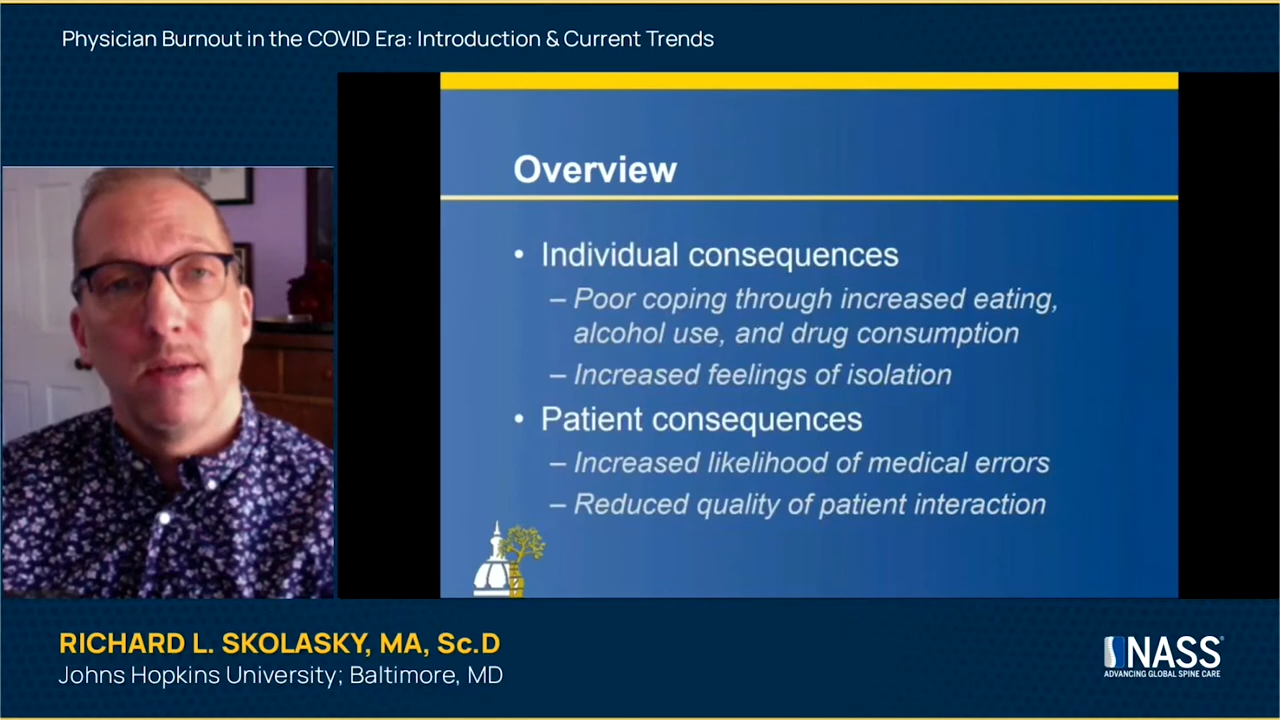 Physician Burnout in the COVID Era: Introduction & Current Trends
Overview
• Individual consequences
– Poor coping through increased eating,
alcohol use, and drug consumption
– Increased feelings of isolation
• Patient consequences
– Increased likelihood of medical errors
– Reduced quality of patient interaction
RICHARD L. SKOLASKY, MA, Sc.D
Johns Hopkins University; Baltimore, MD
NASS
ADVANCING GLOBAL SPINE CARE